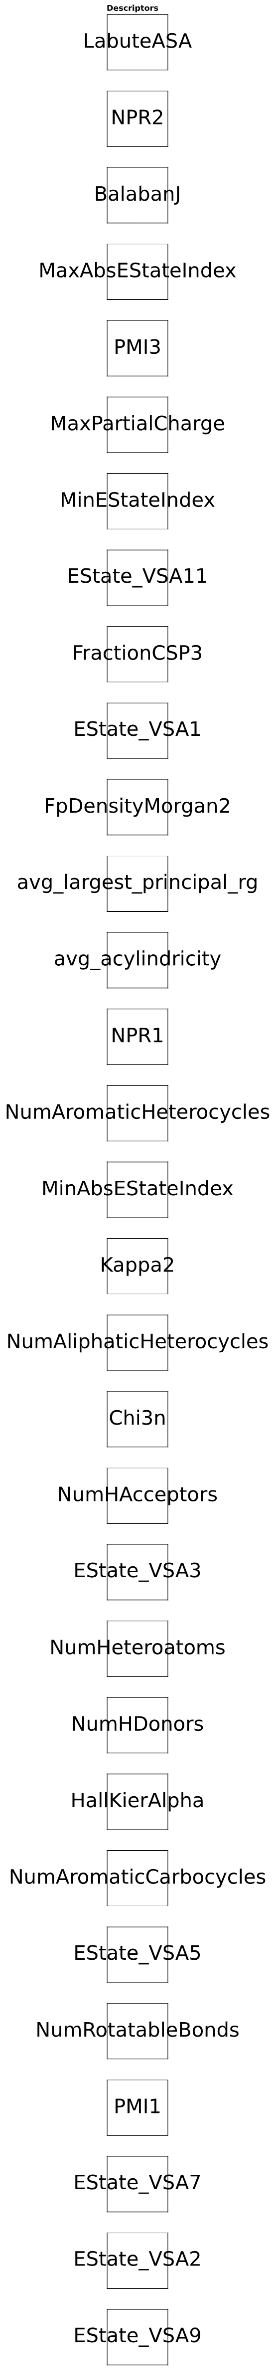 Descriptors
LabuteASA
NPR2
BalabanJ
MaxAbsEStateIndex
PMI3
MaxPartialCharge
MinEStateIndex
EState_VSA11
FractionCSP3
EState_VSA1
FpDensityMorgan2
avg_largest_principal_rg
avg_acylindricity
NPR1
NumAromaticHeterocycles
MinAbsEStateIndex
Kappa2
NumAliphaticHeterocycles
Chi3n
NumHAcceptors
EState_VSA3
NumHeteroatoms
NumHDonors
HallKierAlpha
NumAromaticCarbocycles
EState_VSA5
NumRotatableBonds
PMI1
EState_VSA7
EState_VSA2
EState_VSA9